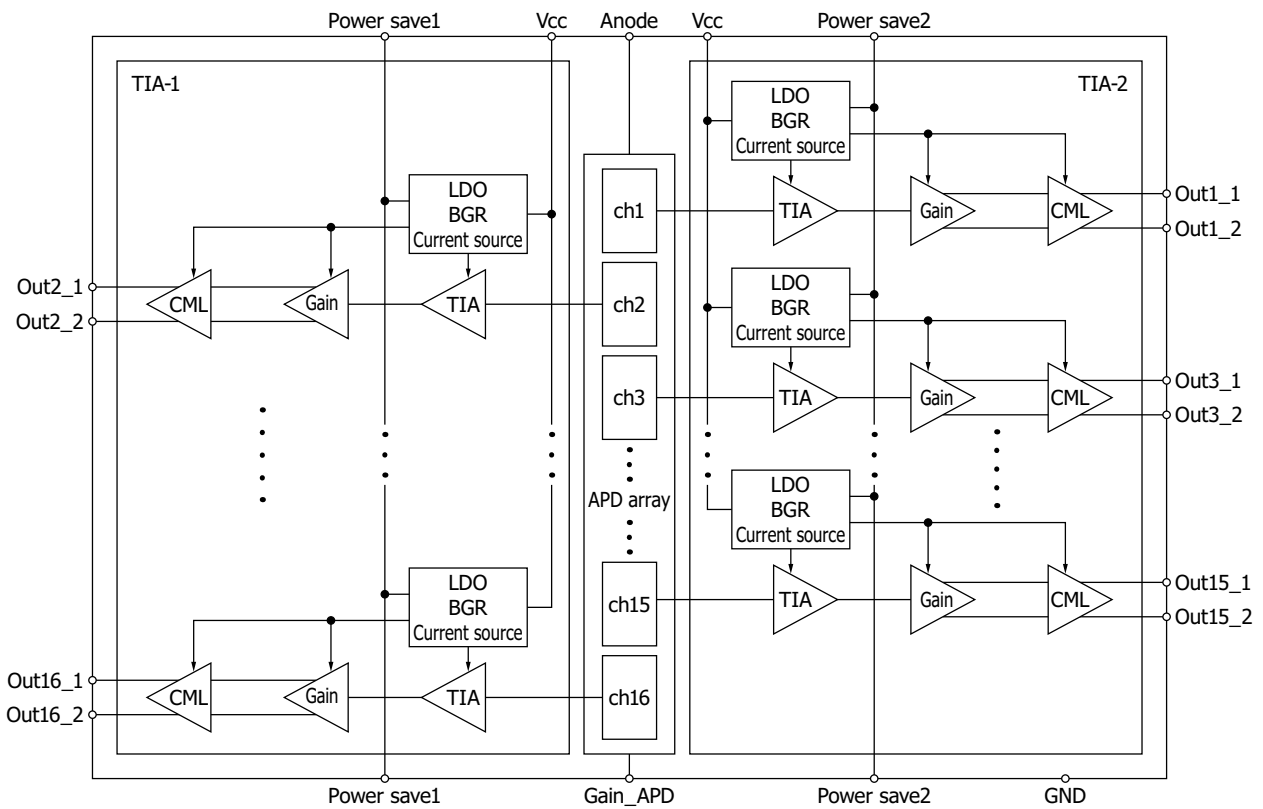 Power save1
Vcc
Anode
Vcc
Power save2
TIA-1
TIA-2
LDO
BGR
Current source
TIA
Gain
CML
Out1_1
Out1_2
ch1
LDO
BGR
Current source
Out2_1
Out2_2
CML
Gain
TIA
ch2
LDO
BGR
Current source
ch3
TIA
Gain
CML
Out3_1
Out3_2
APD array
LDO
BGR
Current source
ch15
TIA
Gain
CML
Out15_1
Out15_2
LDO
BGR
Current source
Out16_1
Out16_2
CML
Gain
TIA
ch16
Power save1
Gain_APD
Power save2
GND